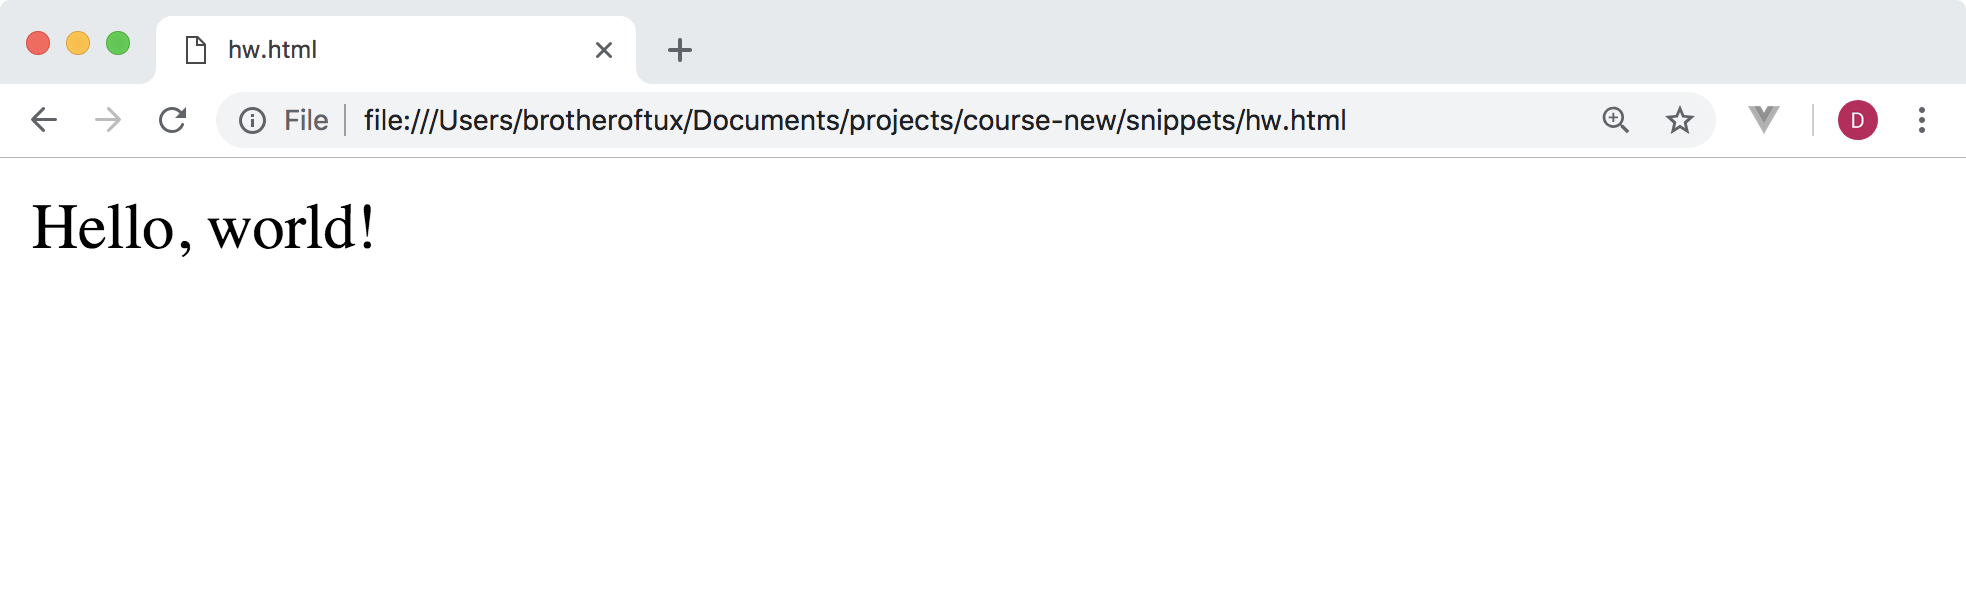 hw.html
File file:///Users/brotheroftux/Documents/projects/course-new/snippets/hw.html
D
Hello, world!